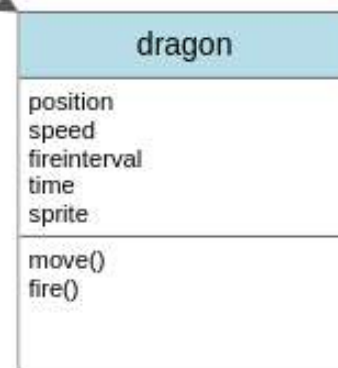 dragon
position
speed
fireinterval
time
sprite
move()
fire()